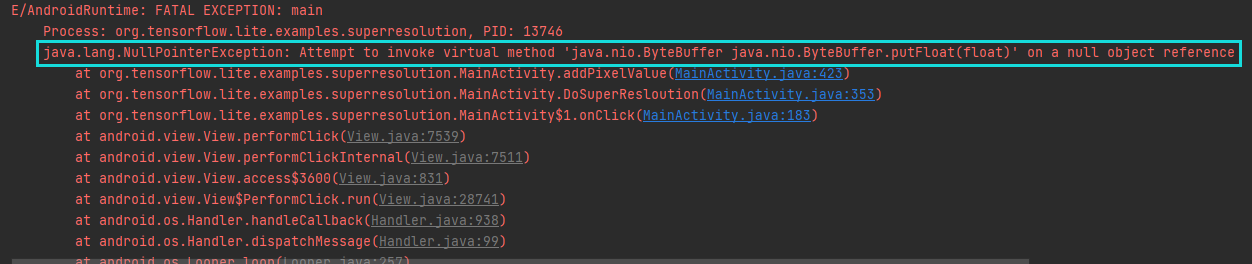 E/AndroidRuntime: FATAL EXCEPTION: main
Process: org.tensorflow.lite.examples.superresolution, PID: 13746
java.lang.NullPointerException: Attempt to invoke virtual method 'java.nio.ByteBuffer java.nio.ByteBuffer.putFloat(float)' on a null object reference
at org.tensorflow.lite.examples.superresolution.MainActivity.addPixelValue(MainActivity.java:423)
at org.tensorflow.lite.examples.superresolution.MainActivity.DoSuperResloution(MainActivity.java:353)
at org.tensorflow.lite.examples.superresolution.MainActivity$1.onClick(MainActivity.java:183)
at android.view.View.performClick(View.java:7539)
at android.view.View.performClickInternal(View.java:7511)
at android.view.View.access$3600(View.java:831)
at android.view.View$PerformClick.run(View.java:28741)
at android.os.Handler.handleCallback(Handler.java:938)
at android.os.Handler.dispatchMessage(Handler.java:99)
at android.os.Looper.loop(Looper.java:257)